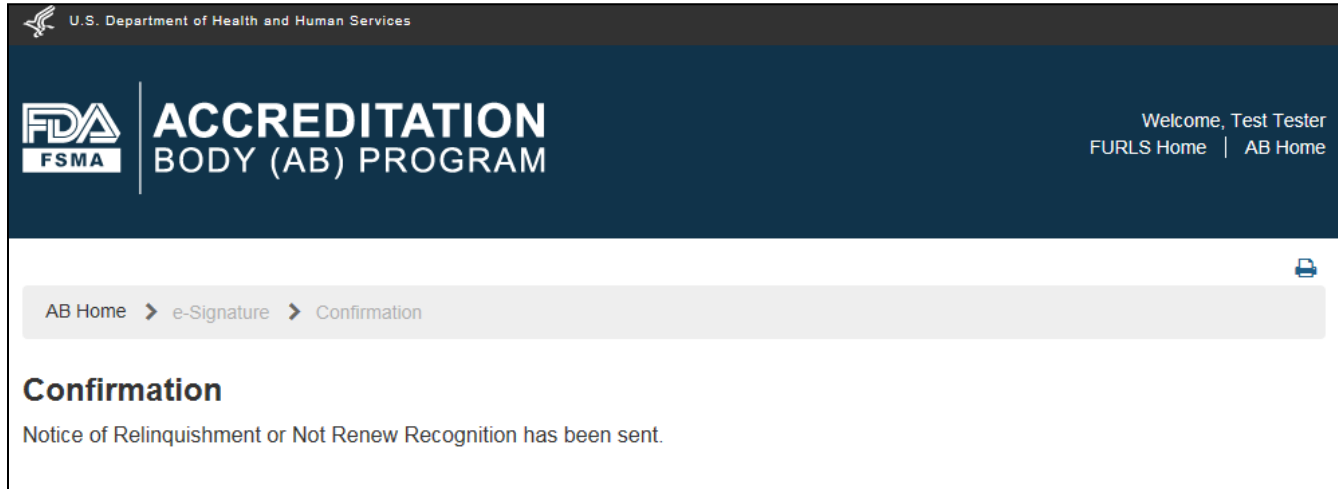 U.S. Department of Health and Human Services
FDA
FSMA
ACCREDITATION
BODY (AB) PROGRAM
Welcome, Test Tester
FURLS Home | AB Home
AB Home > e-Signature > Confirmation
Confirmation
Notice of Relinquishment or Not Renew Recognition has been sent.